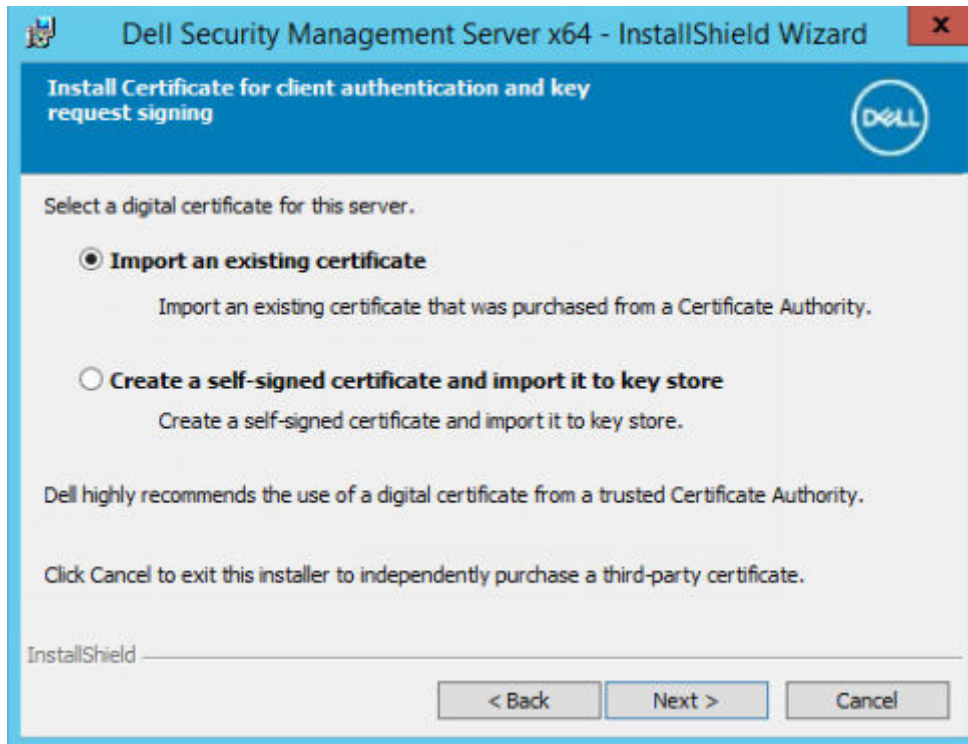 Dell Security Management Server x64 - InstallShield Wizard
x
Install Certificate for client authentication and key
request signing
DELL
Select a digital certificate for this server.
Import an existing certificate
Import an existing certificate that was purchased from a Certificate Authority.
Create a self-signed certificate and import it to key store
Create a self-signed certificate and import it to key store.
Dell highly recommends the use of a digital certificate from a trusted Certificate Authority.
Click Cancel to exit this installer to independently purchase a third-party certificate.
InstallShield
< Back Next > Cancel